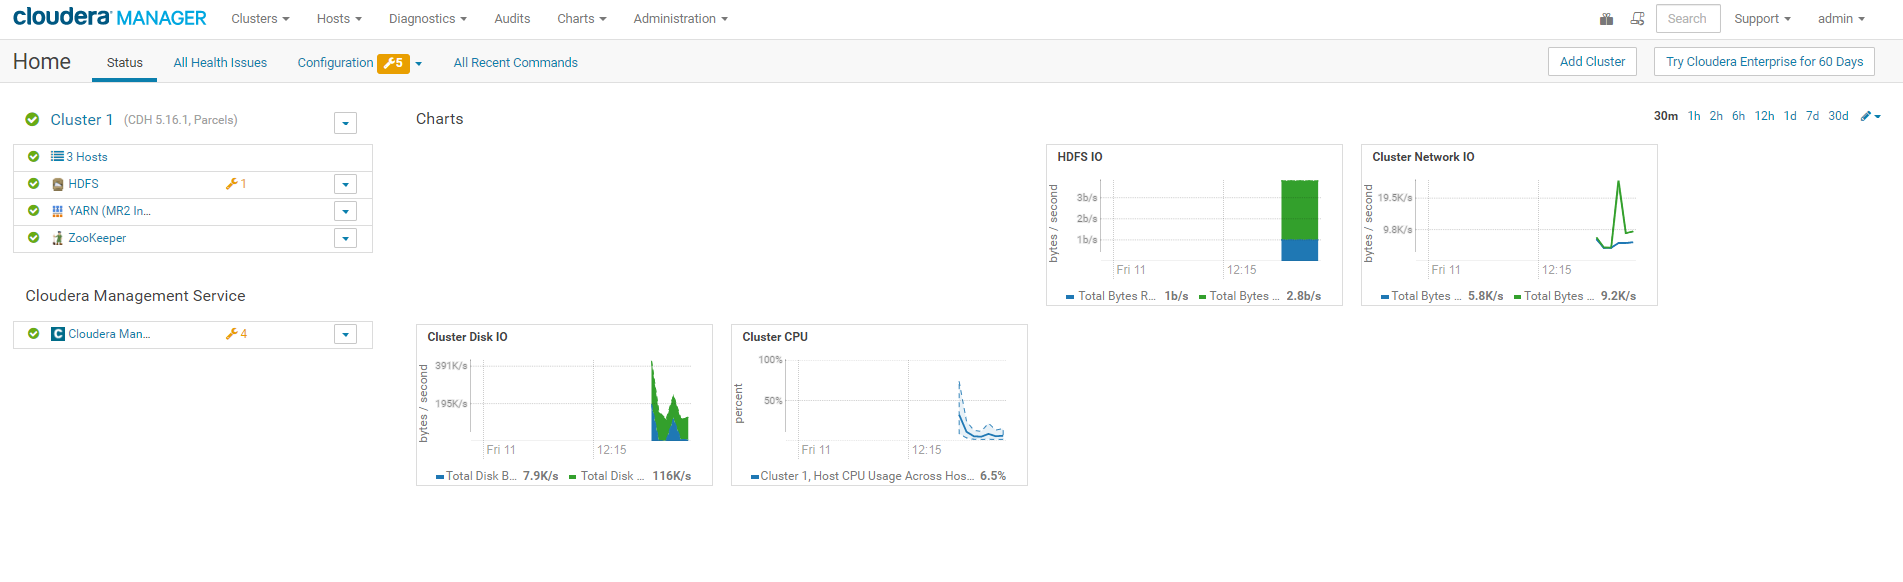 cloudera MANAGER Clusters Hosts Diagnostics Audits Charts Administration Search Support admin
Home Status All Health Issues Configuration 5 All Recent Commands Add Cluster Try Cloudera Enterprise for 60 Days
Cluster 1 (CDH 5.16.1, Parcels)
3 Hosts
HDFS 1
YARN (MR2 In...
ZooKeeper
Cloudera Management Service
C Cloudera Man... 4
Charts
30m 1h 2h 6h 12h 1d 7d 30d
HDFS IO
bytes / second
3b/s
2b/s
1b/s
Fri 11 12:15
Total Bytes R... 1b/s Total Bytes ... 2.8b/s
Cluster Network IO
bytes / second
19.5K/s
9.8K/s
Fri 11 12:15
Total Bytes ... 5.8K/s Total Bytes ... 9.2K/s
Cluster Disk IO
bytes / second
391K/s
195K/s
Fri 11 12:15
Total Disk B... 7.9K/s Total Disk ... 116K/s
Cluster CPU
percent
100%
50%
Fri 11 12:15
Cluster 1, Host CPU Usage Across Hos... 6.5%